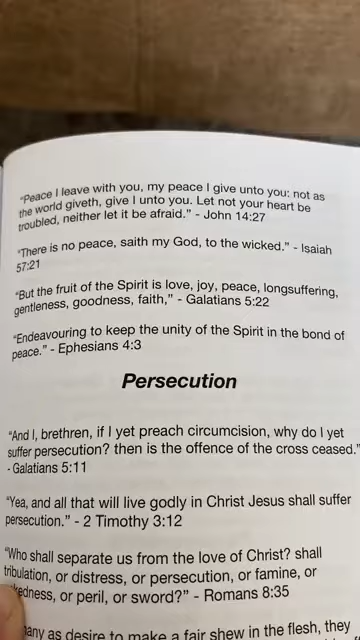 "Peace I leave with you, my peace I give unto you: not as
the world giveth, give I unto you. Let not your heart be
troubled, neither let it be afraid." - John 14:27
"There is no peace, saith my God, to the wicked." - Isaiah
57:21
"But the fruit of the Spirit is love, joy, peace, longsuffering,
gentleness, goodness, faith," - Galatians 5:22
"Endeavouring to keep the unity of the Spirit in the bond of
peace." - Ephesians 4:3
Persecution
"And I, brethren, if I yet preach circumcision, why do I yet
suffer persecution? then is the offence of the cross ceased."
- Galatians 5:11
"Yea, and all that will live godly in Christ Jesus shall suffer
persecution." - 2 Timothy 3:12
"Who shall separate us from the love of Christ? shall
tribulation, or distress, or persecution, or famine, or
or peril, or sword?" - Romans 8:35
as desire to make a fair shew in the flesh, they